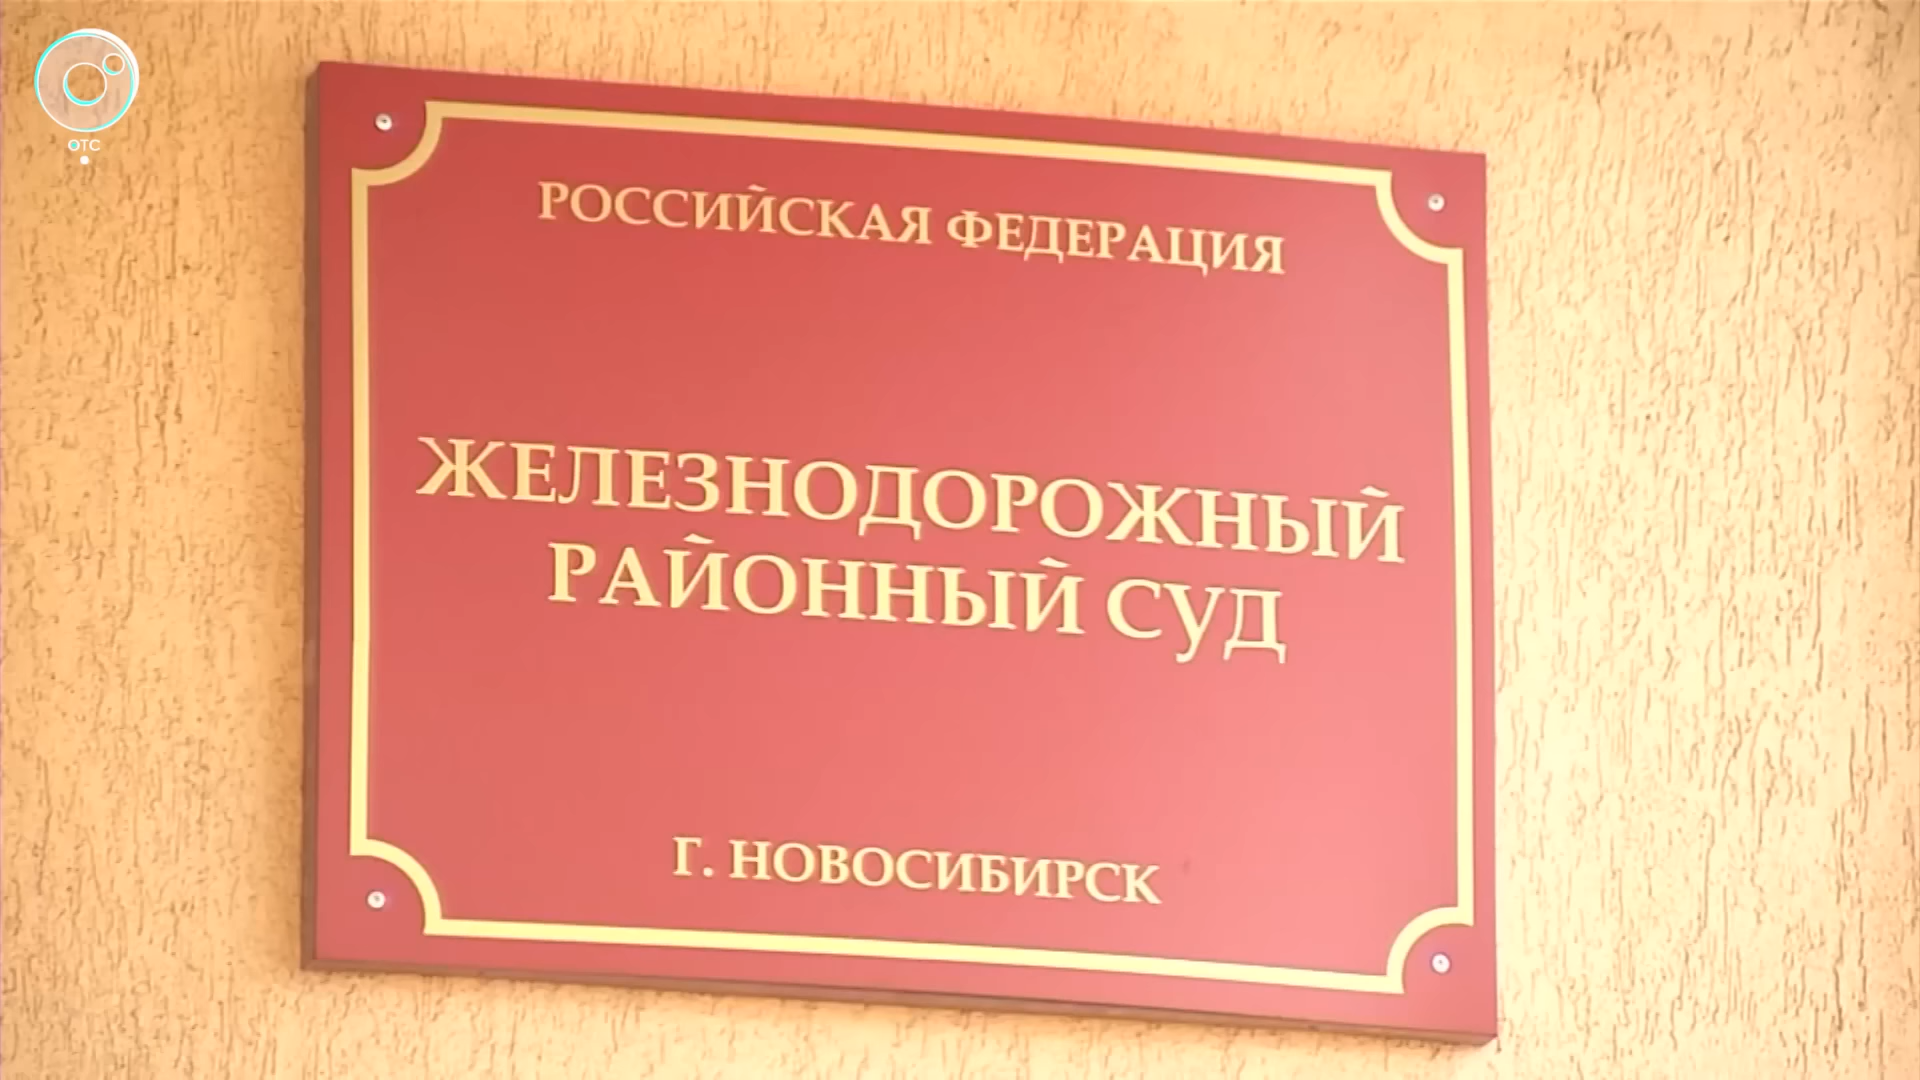 ОТС
РОССИЙСКАЯ ФЕДЕРАЦИЯ
ЖЕЛЕЗНОДОРОЖНЫЙ
РАЙОННЫЙ СУД
Г. НОВОСИБИРСК